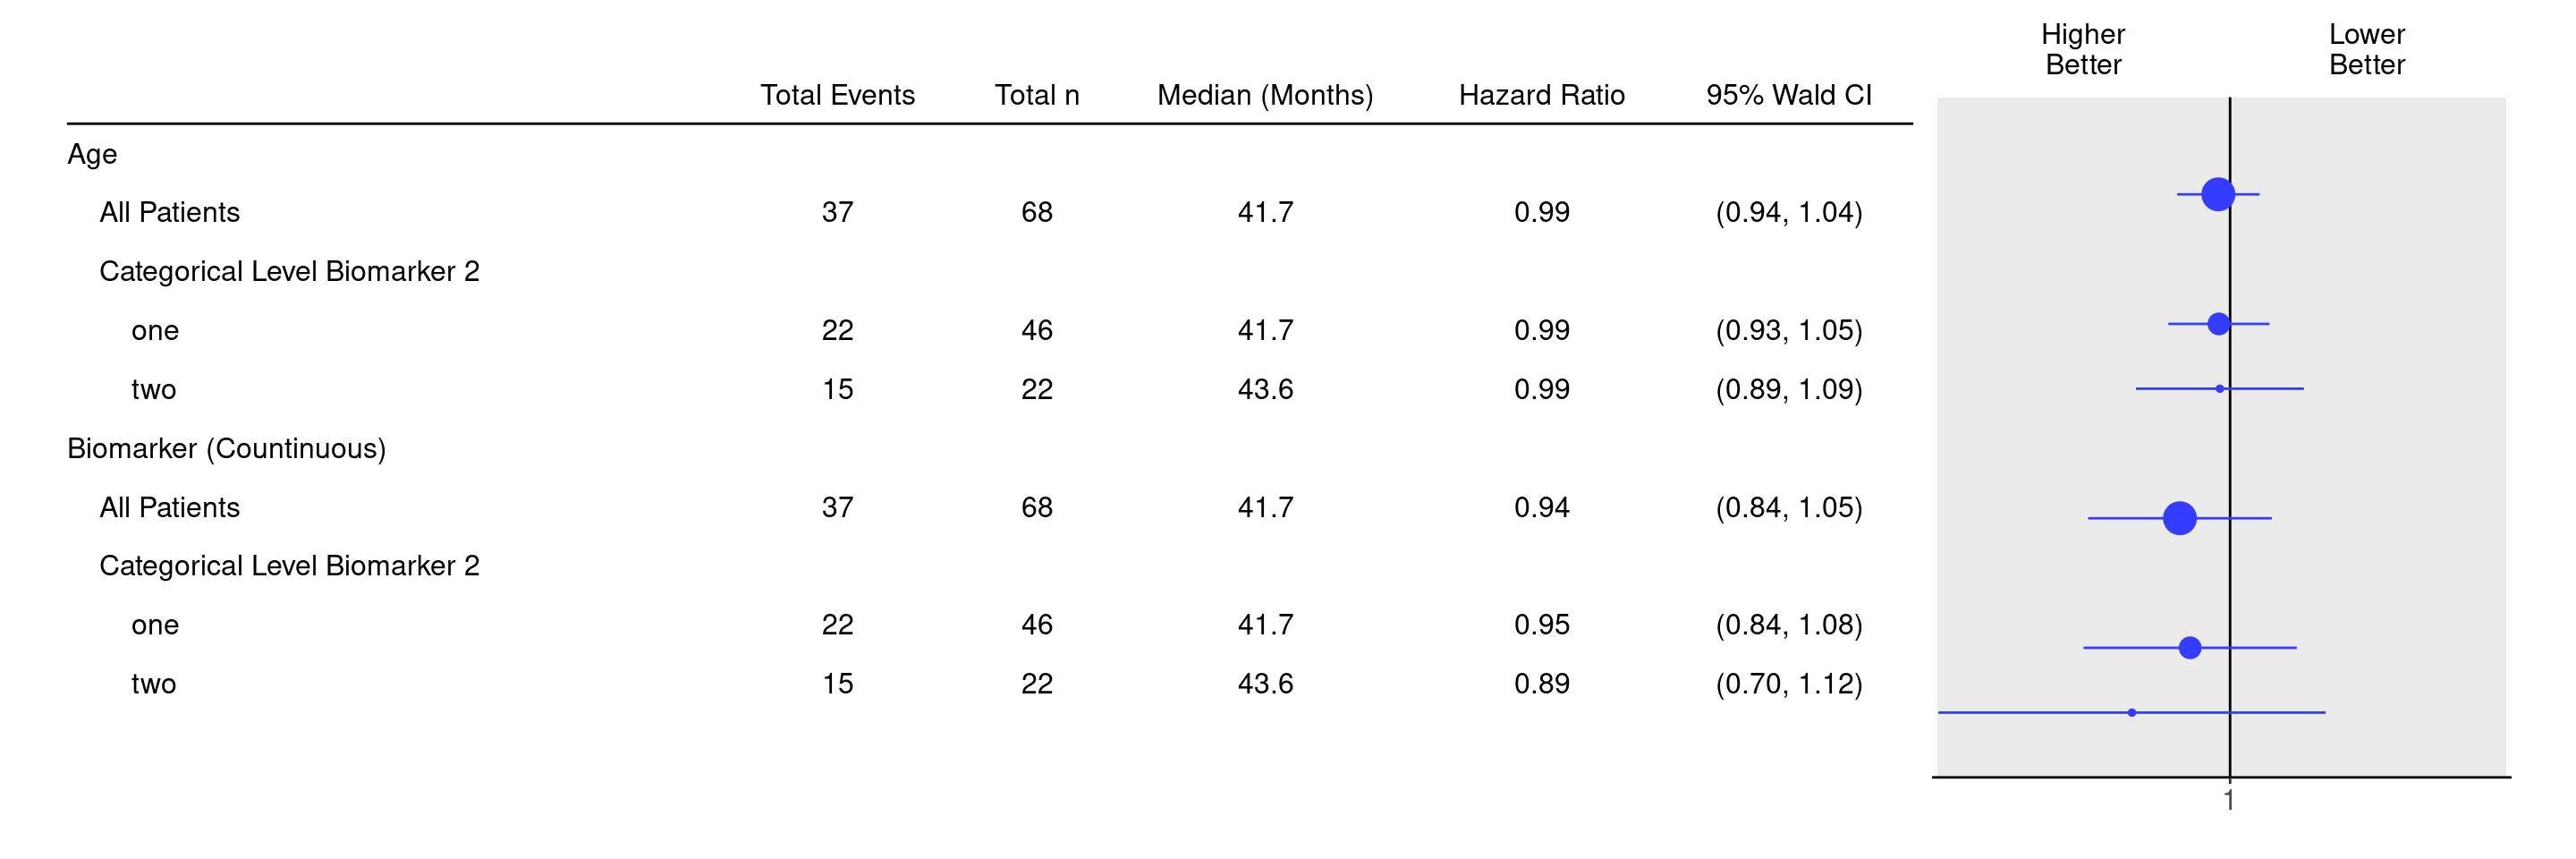 Higher Better Lower Better
Total Events Total n Median (Months) Hazard Ratio 95% Wald CI
Age
All Patients 37 68 41.7 0.99 (0.94, 1.04)
Categorical Level Biomarker 2
one 22 46 41.7 0.99 (0.93, 1.05)
two 15 22 43.6 0.99 (0.89, 1.09)
Biomarker (Countinuous)
All Patients 37 68 41.7 0.94 (0.84, 1.05)
Categorical Level Biomarker 2
one 22 46 41.7 0.95 (0.84, 1.08)
two 15 22 43.6 0.89 (0.70, 1.12)
1